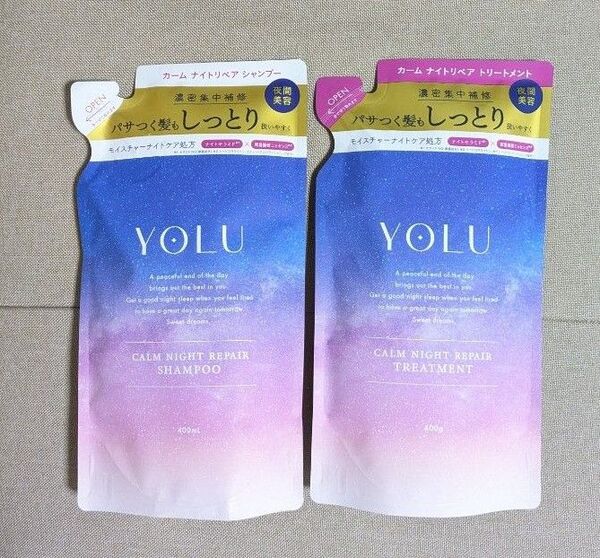 カーム ナイトリペア シャンプー
OPEN
濃密集中補修
夜間
美容
パサつく髪もしっとり扱いやすく
モイスチャーナイトケア処方
YOLU
A peaceful end of the day
brings out the best in you.
Get a good night sleep when you feel tired
to have a great day again tomorrow.
Sweet dreams.
CALM NIGHT REPAIR
SHAMPOO
400mL
カーム ナイトリペア トリートメント
OPEN
濃密集中補修
夜間
美容
パサつく髪もしっとり扱いやすく
モイスチャーナイトケア処方
YOLU
A peaceful end of the day
brings out the best in you.
Get a good night sleep when you feel tired
to have a great day again tomorrow.
Sweet dreams.
CALM NIGHT REPAIR
TREATMENT
400g